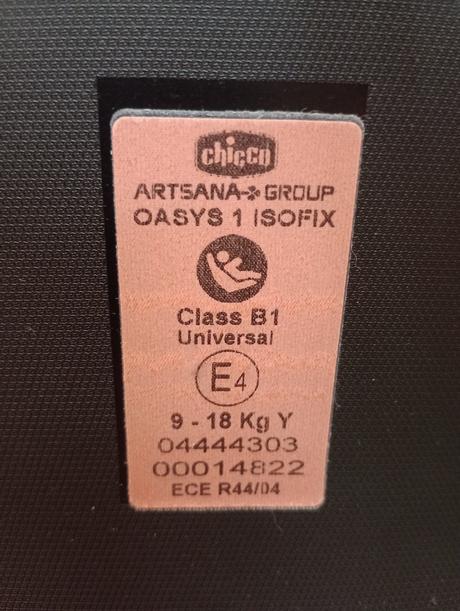 chicco
ARTSANA GROUP
OASYS 1 ISOFIX
Class B1
Universal
E4
9 - 18 Kg Y
04444303
00014822
ECE R44/04